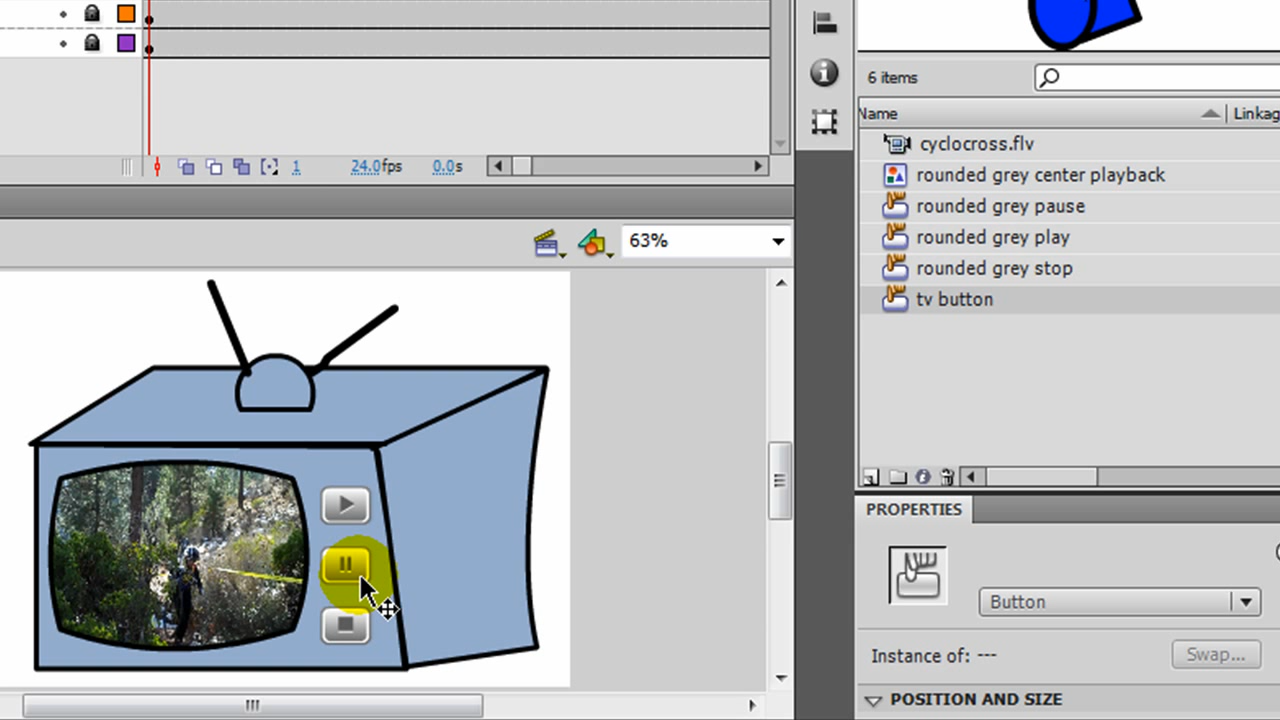 6 items
Name Linkag
cyclocross.flv
rounded grey center playback
rounded grey pause
rounded grey play
rounded grey stop
tv button
1 24.0fps 0.0s
63%
PROPERTIES
Button
Instance of: ---
Swap...
POSITION AND SIZE